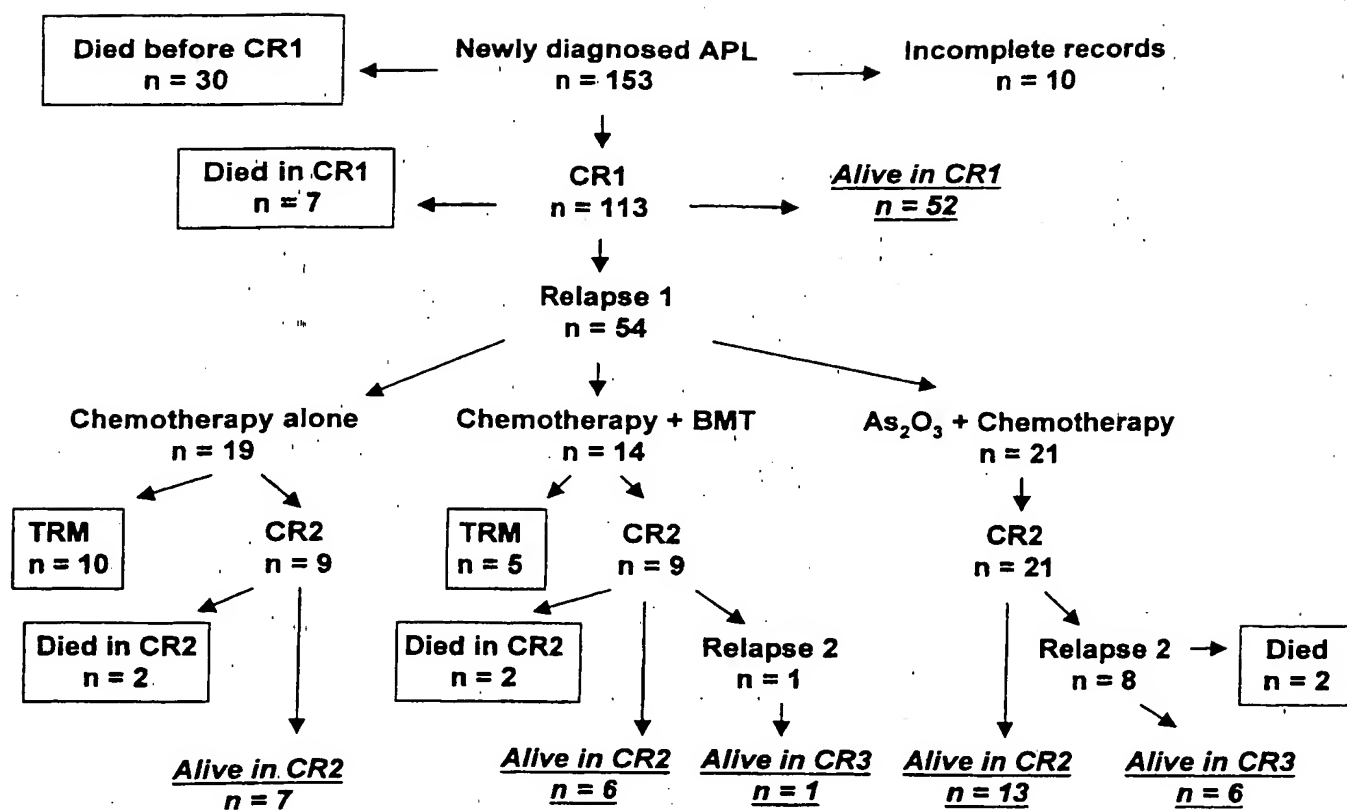 Died before CR1
n = 30
Newly diagnosed APL
n = 153
Incomplete records
n = 10
Died in CR1
n = 7
CR1
n = 113
Alive in CR1
n = 52
Relapse 1
n = 54
Chemotherapy alone
n = 19
Chemotherapy + BMT
n = 14
As₂O₃ + Chemotherapy
n = 21
TRM
n = 10
CR2
n = 9
TRM
n = 5
CR2
n = 9
CR2
n = 21
Died in CR2
n = 2
Died in CR2
n = 2
Relapse 2
n = 1
Relapse 2
n = 8
Died
n = 2
Alive in CR2
n = 7
Alive in CR2
n = 6
Alive in CR3
n = 1
Alive in CR2
n = 13
Alive in CR3
n = 6